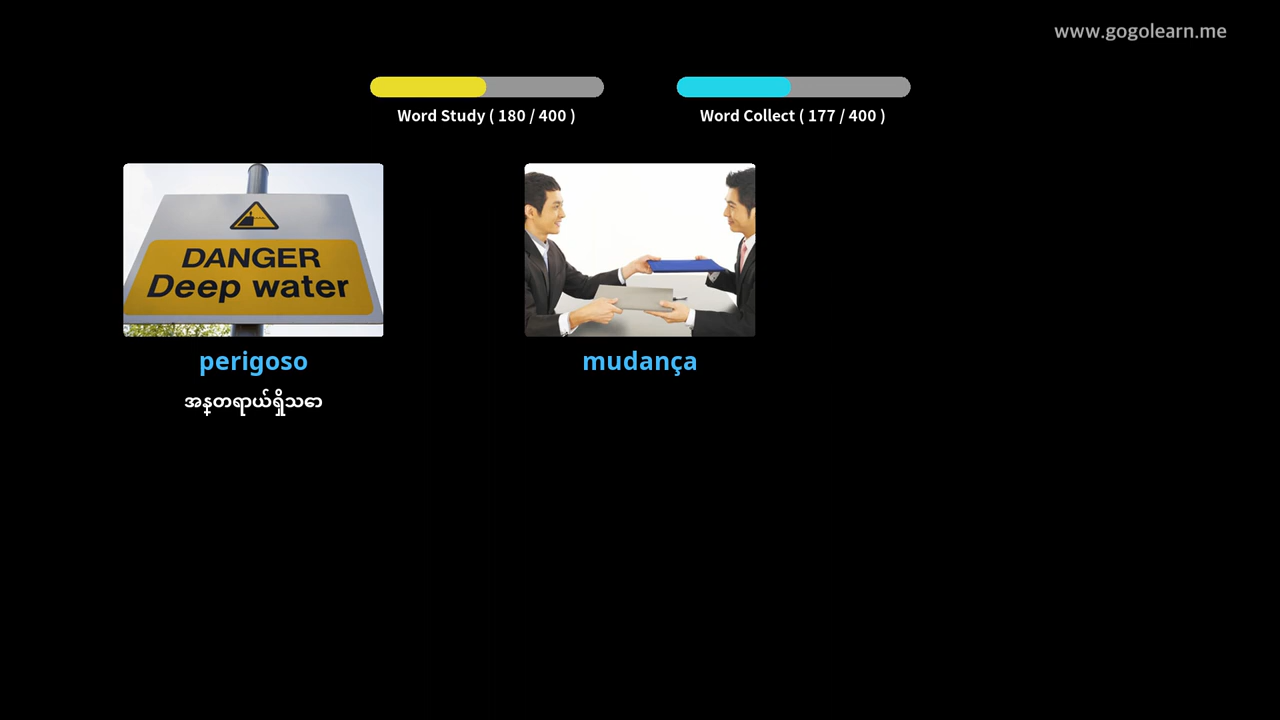 www.gogolearn.me
Word Study ( 180 / 400 )
Word Collect ( 177 / 400 )
DANGER
Deep water
perigoso
mudança
အန္တရာယ်ရှိသော